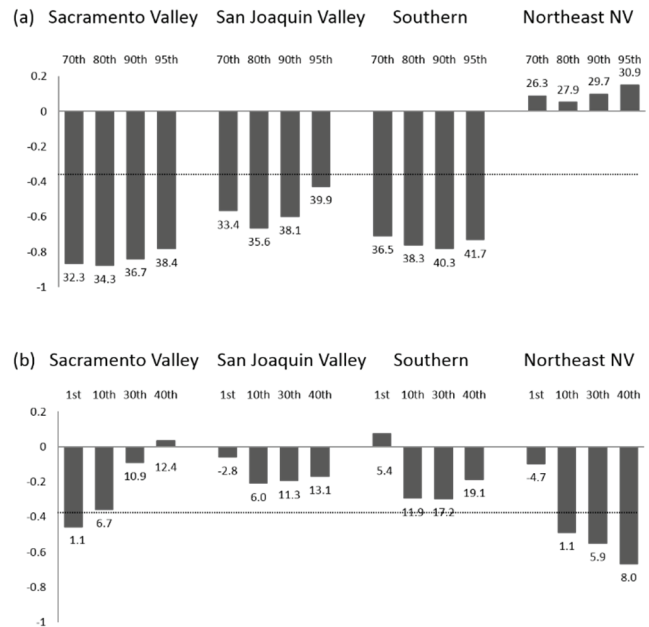 (a) Sacramento Valley San Joaquin Valley Southern Northeast NV
70th 80th 90th 95th 70th 80th 90th 95th 70th 80th 90th 95th 70th 80th 90th 95th
26.3 27.9 29.7 30.9
0.2
0
-0.2
-0.4
-0.6
-0.8
-1
32.3 34.3 36.7 38.4 33.4 35.6 38.1 39.9 36.5 38.3 40.3 41.7
(b) Sacramento Valley San Joaquin Valley Southern Northeast NV
1st 10th 30th 40th 1st 10th 30th 40th 1st 10th 30th 40th 1st 10th 30th 40th
0.2
0
-0.2
-0.4
-0.6
-0.8
-1
1.1 6.7 10.9 12.4 -2.8 6.0 11.3 13.1 5.4 11.9 17.2 19.1 -4.7 1.1 5.9 8.0